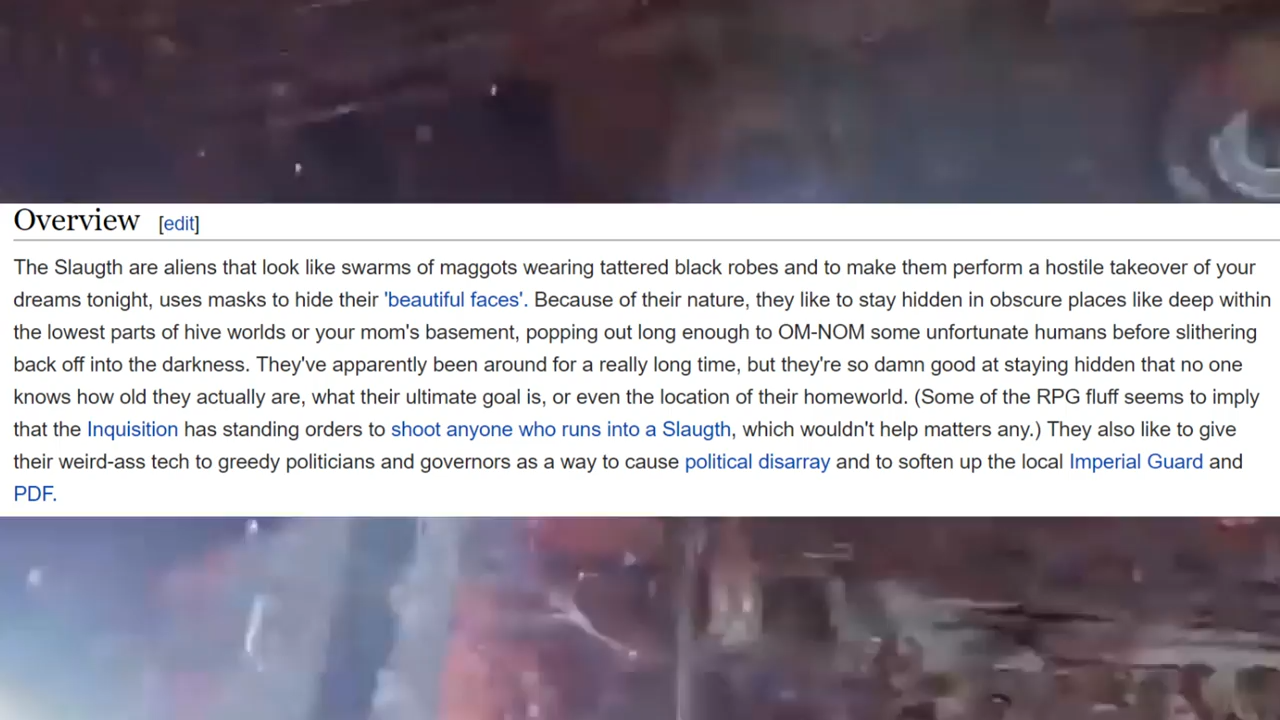 Overview [edit]
The Slaugth are aliens that look like swarms of maggots wearing tattered black robes and to make them perform a hostile takeover of your
dreams tonight, uses masks to hide their 'beautiful faces'. Because of their nature, they like to stay hidden in obscure places like deep within
the lowest parts of hive worlds or your mom's basement, popping out long enough to OM-NOM some unfortunate humans before slithering
back off into the darkness. They've apparently been around for a really long time, but they're so damn good at staying hidden that no one
knows how old they actually are, what their ultimate goal is, or even the location of their homeworld. (Some of the RPG fluff seems to imply
that the Inquisition has standing orders to shoot anyone who runs into a Slaugth, which wouldn't help matters any.) They also like to give
their weird-ass tech to greedy politicians and governors as a way to cause political disarray and to soften up the local Imperial Guard and
PDF.